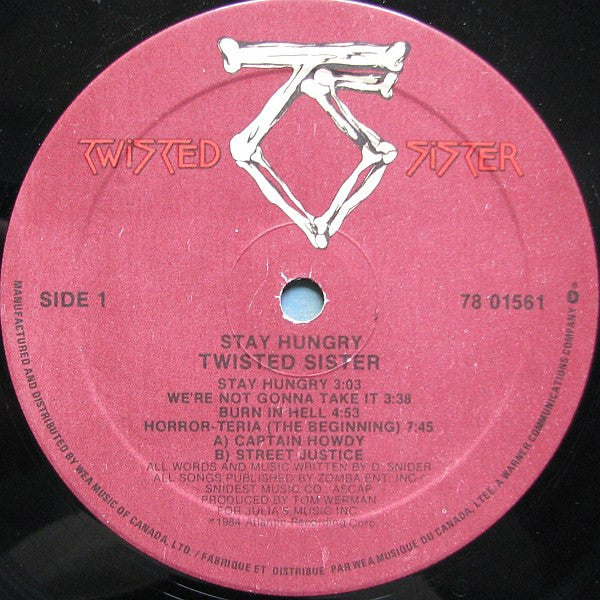 TWISTED SISTER
SIDE 1
78 01561
STAY HUNGRY
TWISTED SISTER
STAY HUNGRY 3:03
WE'RE NOT GONNA TAKE IT 3:38
BURN IN HELL 4:53
HORROR-TERIA (THE BEGINNING) 7:45
A) CAPTAIN HOWDY
B) STREET JUSTICE
ALL WORDS AND MUSIC WRITTEN BY D. SNIDER
ALL SONGS PUBLISHED BY ZOMBA ENT. INC/
SNIDEST MUSIC CO., ASCAP
PRODUCED BY TOM WERMAN
FOR JULIA'S MUSIC INC
℗1984 Atlantic Recording Corp.
MANUFACTURED AND DISTRIBUTED BY WEA MUSIC OF CANADA, LTD. / FABRIQUE ET DISTRIBUE PAR WEA MUSIQUE DU CANADA, LTEE. A WARNER COMMUNICATIONS COMPANY